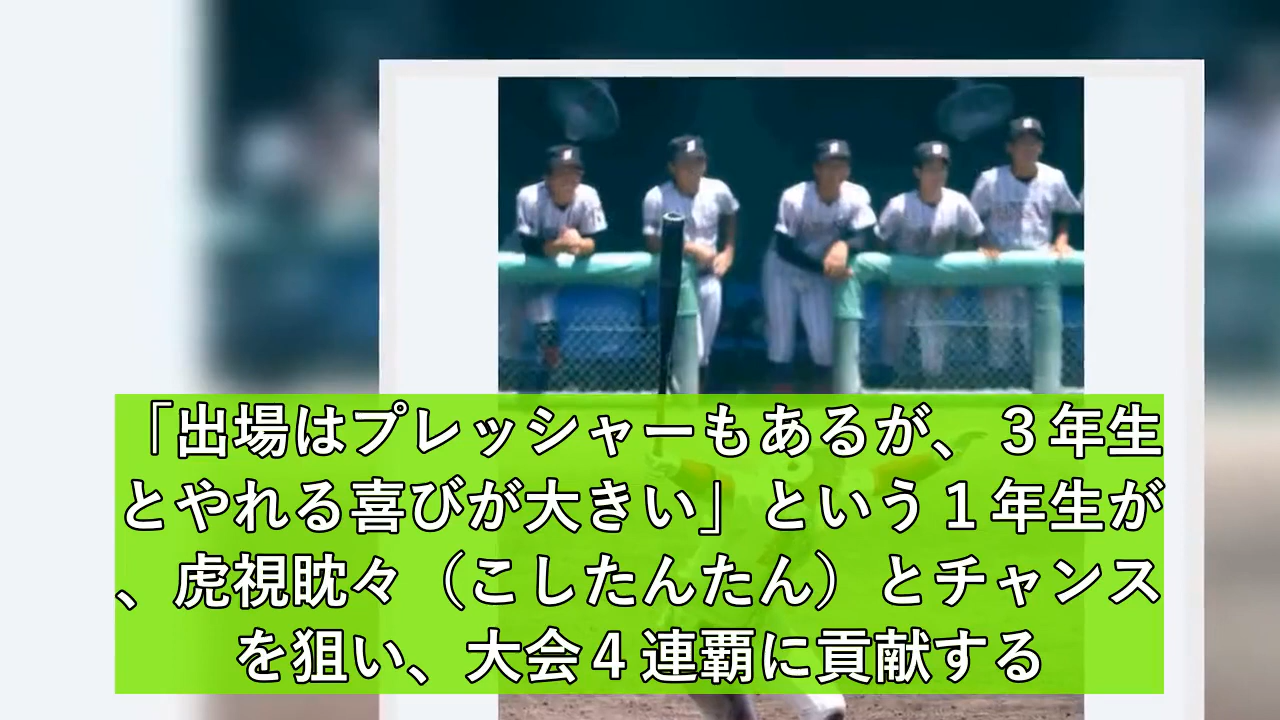 「出場はプレッシャーもあるが、３年生
とやれる喜びが大きい」という１年生が
、虎視眈々（こしたんたん）とチャンス
を狙い、大会４連覇に貢献する